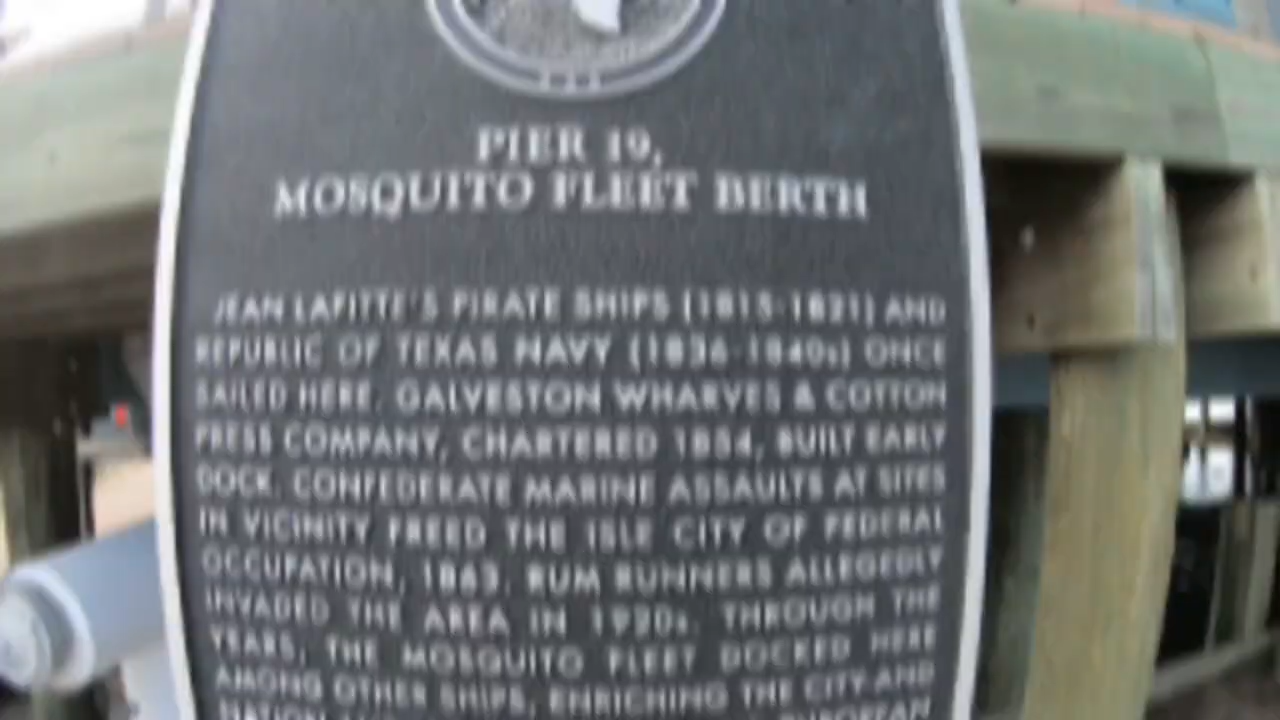 PIER 19,
MOSQUITO FLEET BERTH
JEAN LAFITTE'S PIRATE SHIPS (1815-1821) AND
REPUBLIC OF TEXAS NAVY (1836-1840s) ONCE
SAILED HERE. GALVESTON WHARVES & COTTON
PRESS COMPANY, CHARTERED 1854, BUILT EARLY
DOCK. CONFEDERATE MARINE ASSAULTS AT SITES
IN VICINITY FREED THE ISLE CITY OF FEDERAL
OCCUPATION, 1863. RUM RUNNERS ALLEGEDLY
INVADED THE AREA IN 1920s. THROUGH THE
YEARS, THE MOSQUITO FLEET DOCKED HERE
AMONG OTHER SHIPS, ENRICHING THE CITY AND
NATION